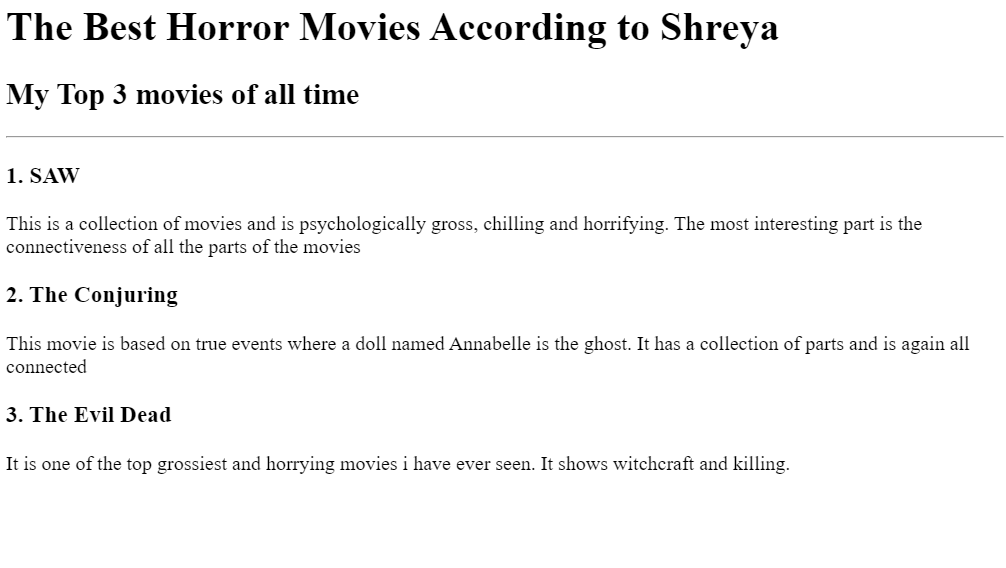 The Best Horror Movies According to Shreya
My Top 3 movies of all time
1. SAW
This is a collection of movies and is psychologically gross, chilling and horrifying. The most interesting part is the
connectiveness of all the parts of the movies
2. The Conjuring
This movie is based on true events where a doll named Annabelle is the ghost. It has a collection of parts and is again all
connected
3. The Evil Dead
It is one of the top grossiest and horrying movies i have ever seen. It shows witchcraft and killing.